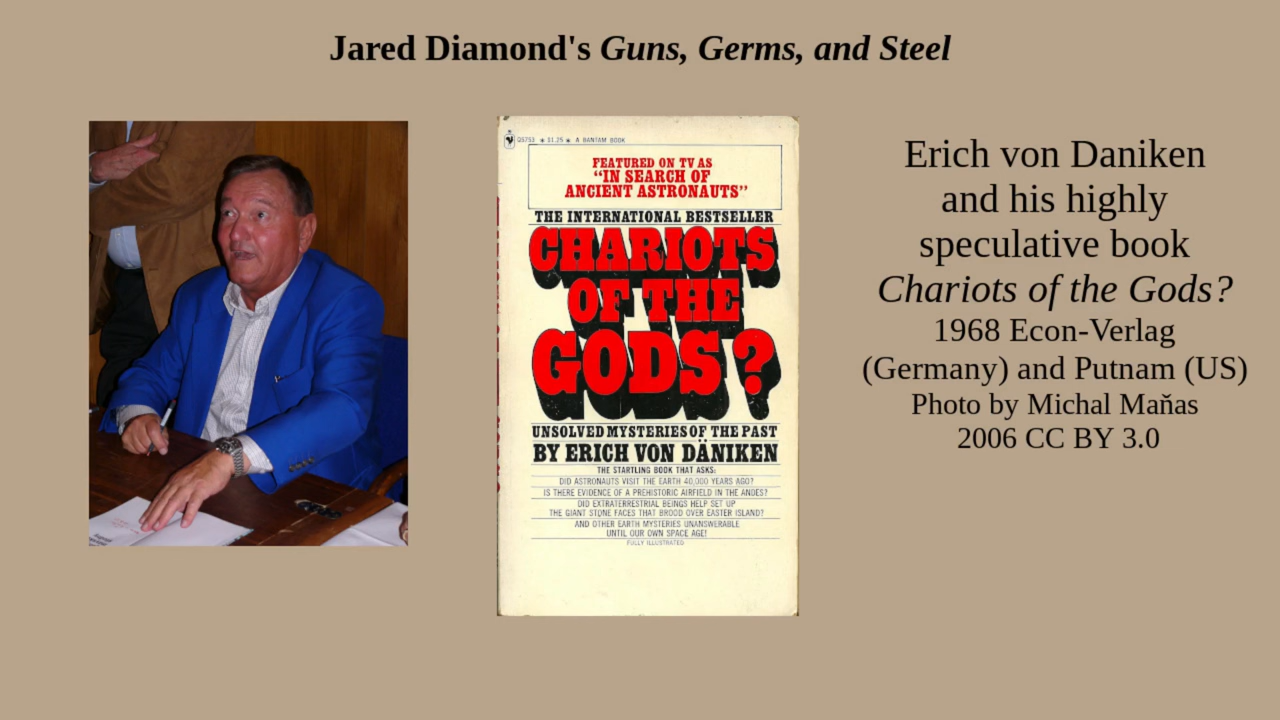 Jared Diamond's Guns, Germs, and Steel
QS753 ★ $1.25 ★ A BANTAM BOOK
FEATURED ON TV AS
“IN SEARCH OF
ANCIENT ASTRONAUTS”
THE INTERNATIONAL BESTSELLER
CHARIOTS
OF THE
GODS?
UNSOLVED MYSTERIES OF THE PAST
BY ERICH VON DÄNIKEN
THE STARTLING BOOK THAT ASKS:
DID ASTRONAUTS VISIT THE EARTH 40,000 YEARS AGO?
IS THERE EVIDENCE OF A PREHISTORIC AIRFIELD IN THE ANDES?
DID EXTRATERRESTRIAL BEINGS HELP SET UP
THE GIANT STONE FACES THAT BROOD OVER EASTER ISLAND?
AND OTHER EARTH MYSTERIES UNANSWERABLE
UNTIL OUR OWN SPACE AGE!
FULLY ILLUSTRATED
Erich von Daniken
and his highly
speculative book
Chariots of the Gods?
1968 Econ-Verlag
(Germany) and Putnam (US)
Photo by Michal Maňas
2006 CC BY 3.0